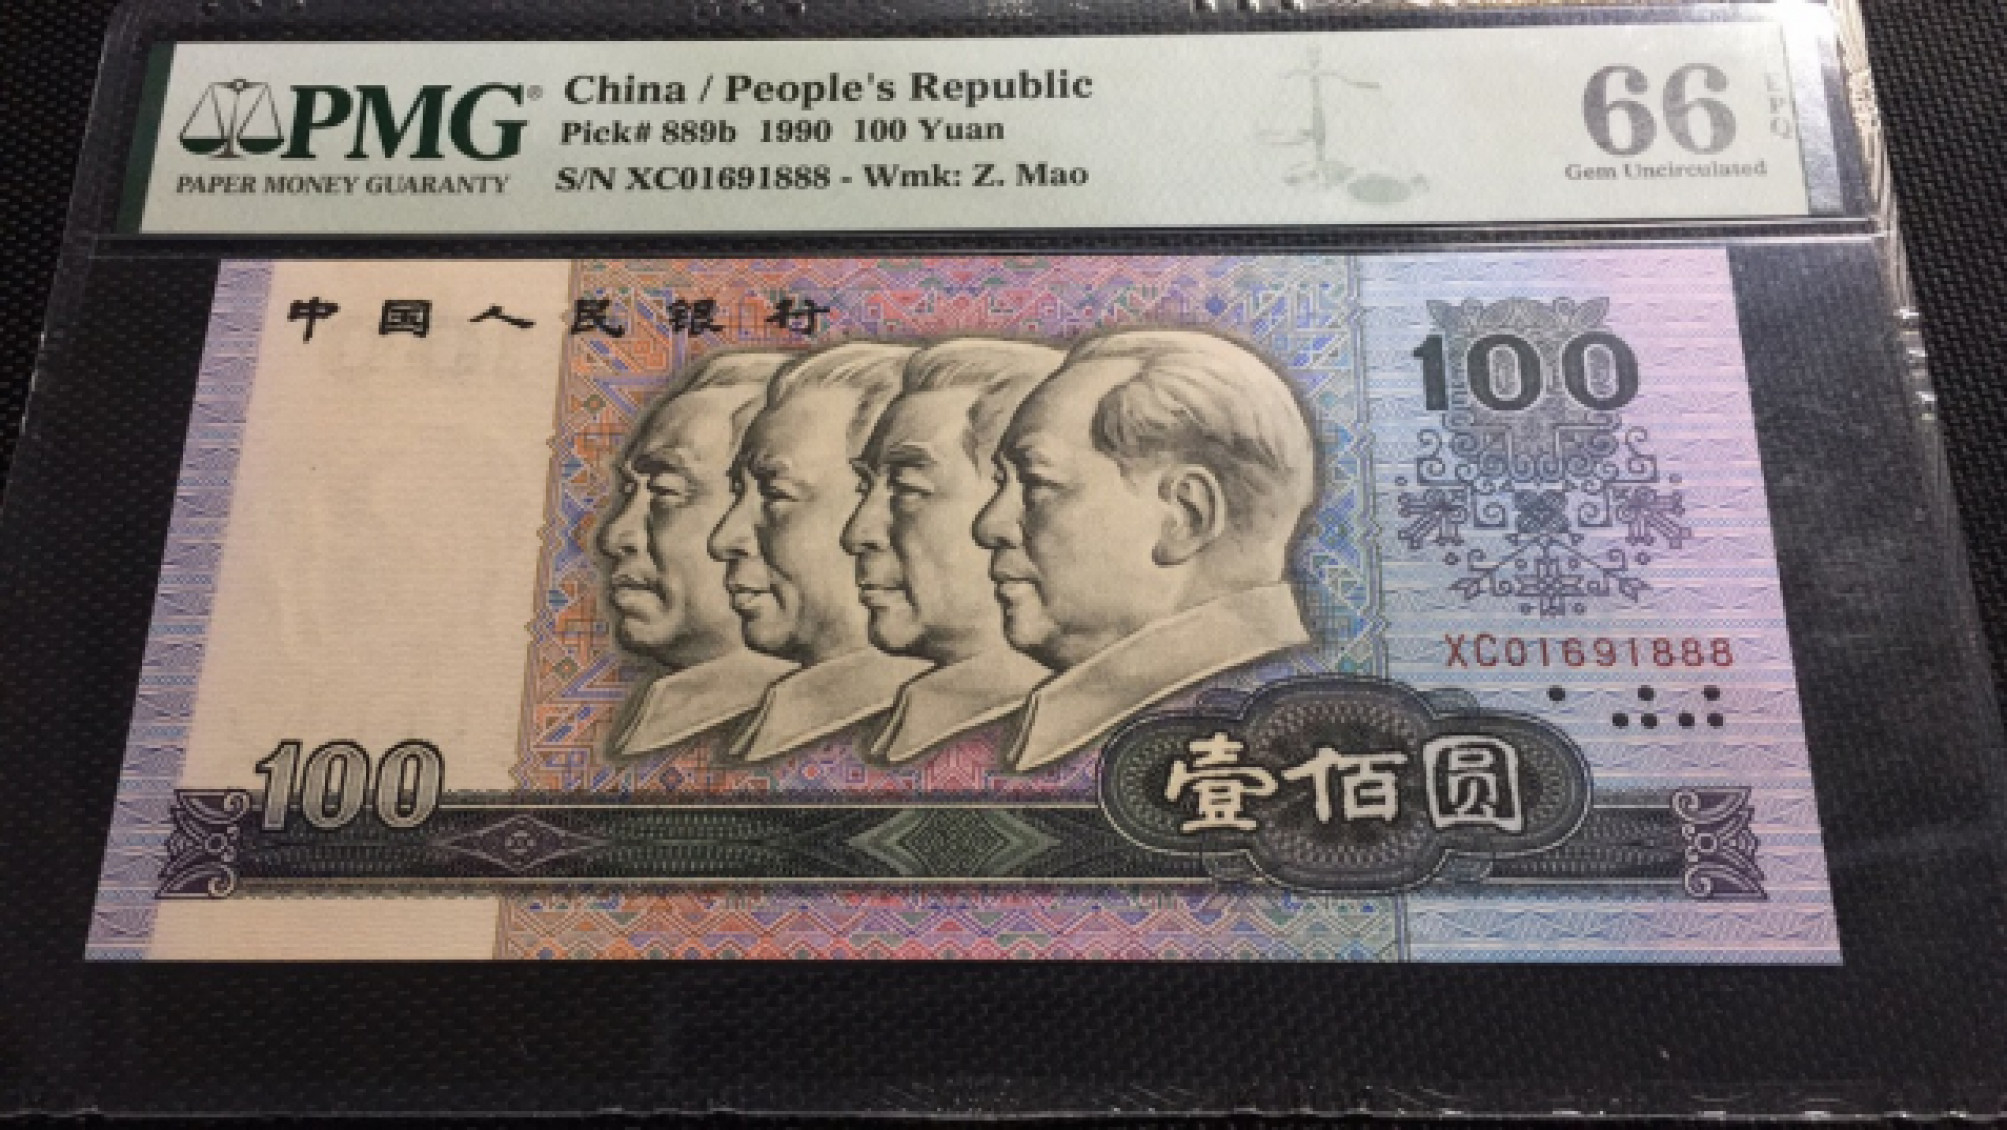 PMG®
PAPER MONEY GUARANTY
China / People's Republic
Pick# 889b 1990 100 Yuan
S/N XC01691888 - Wmk: Z. Mao
66
EPQ
Gem Uncirculated
中国人民银行
100
XC01691888
100
壹佰圆